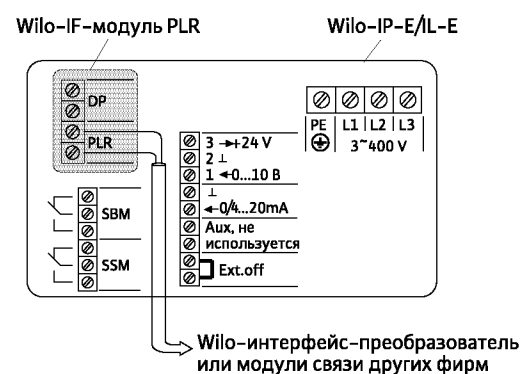 Wilo-IF-модуль PLR
Wilo-IP-E/IL-E
DP
PLR
PE L1 L2 L3
3~400 V
3 +24 V
2 ⊥
1 0...10 В
⊥
0/4...20mA
Aux, не
используется
Ext.off
SBM
SSM
Wilo-интерфейс-преобразователь
или модули связи других фирм